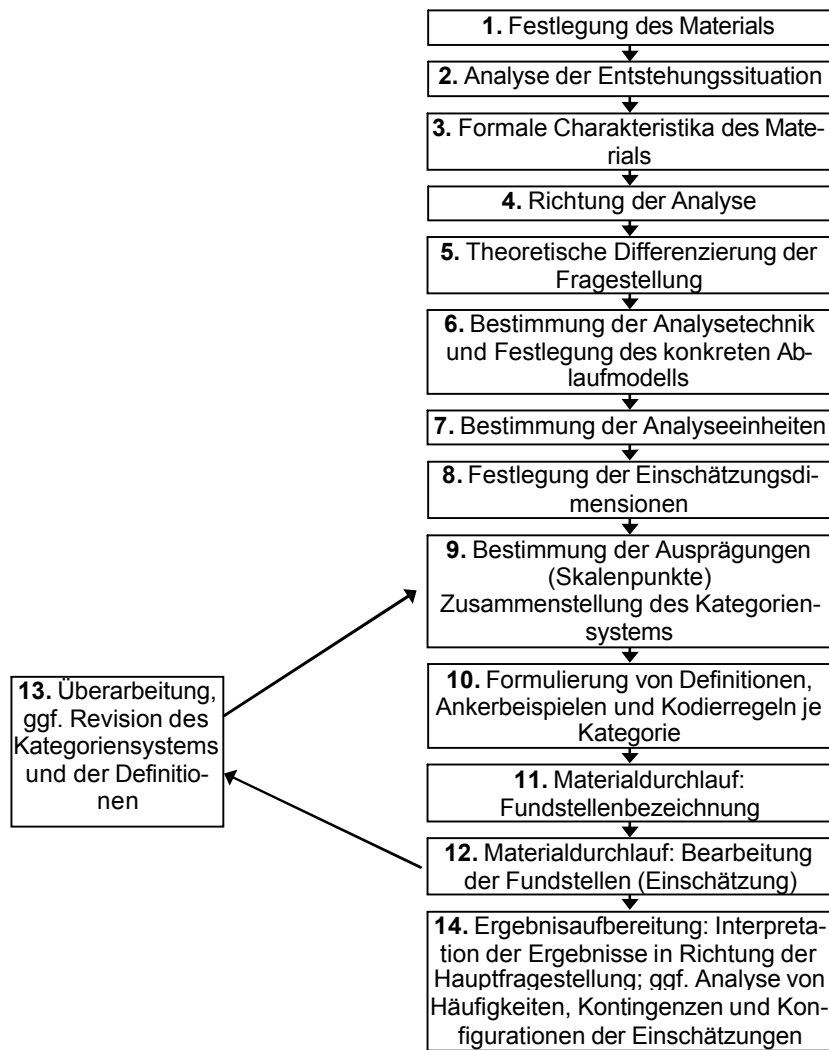 1. Festlegung des Materials
2. Analyse der Entstehungssituation
3. Formale Charakteristika des Mate-
rials
4. Richtung der Analyse
5. Theoretische Differenzierung der
Fragestellung
6. Bestimmung der Analysetechnik
und Festlegung des konkreten Ab-
laufmodells
7. Bestimmung der Analyseeinheiten
8. Festlegung der Einschätzungsdi-
mensionen
9. Bestimmung der Ausprägungen
(Skalenpunkte)
Zusammenstellung des Kategorien-
systems
10. Formulierung von Definitionen,
Ankerbeispielen und Kodierregeln je
Kategorie
11. Materialdurchlauf:
Fundstellenbezeichnung
12. Materialdurchlauf: Bearbeitung
der Fundstellen (Einschätzung)
13. Überarbeitung,
ggf. Revision des
Kategoriensystems
und der Definitio-
nen
14. Ergebnisaufbereitung: Interpreta-
tion der Ergebnisse in Richtung der
Hauptfragestellung; ggf. Analyse von
Häufigkeiten, Kontingenzen und Kon-
figurationen der Einschätzungen